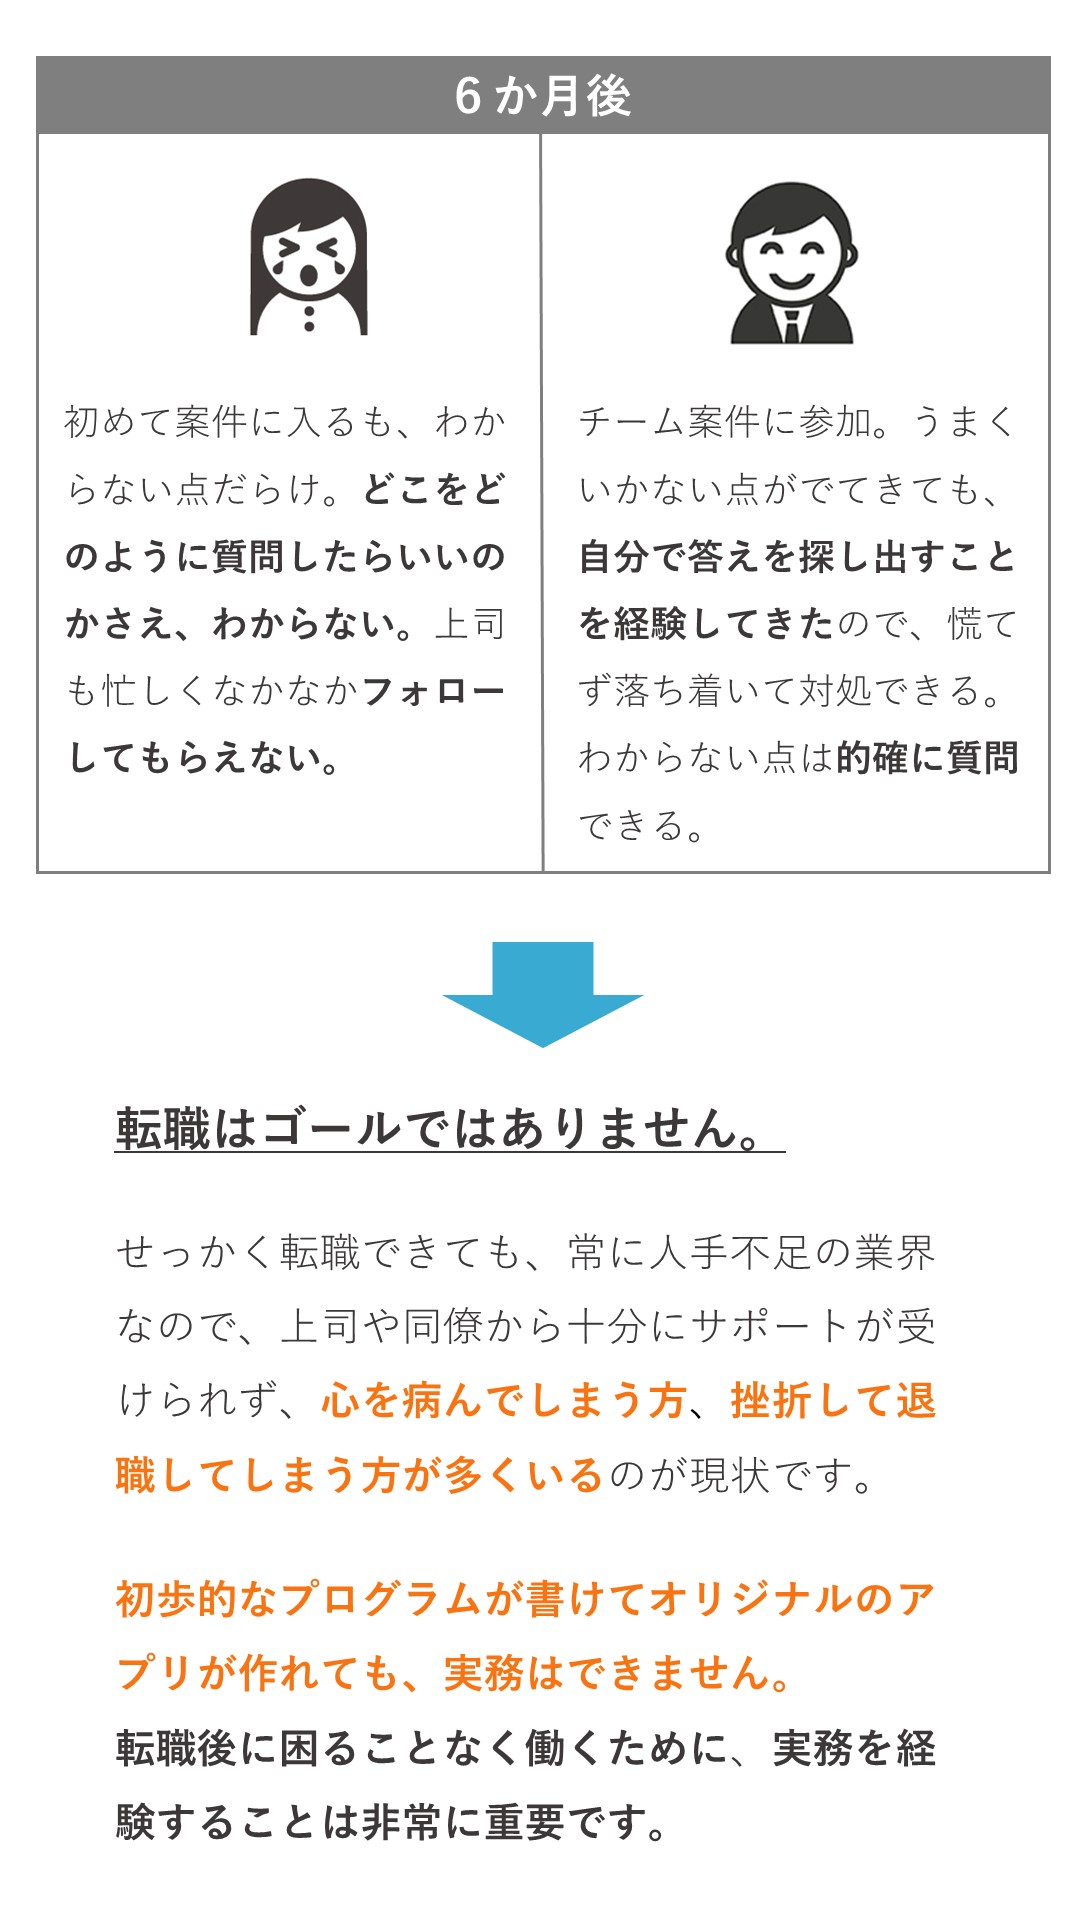 6か月後
初めて案件に入るも、わか
らない点だらけ。どこをど
のように質問したらいいの
かさえ、わからない。上司
も忙しくなかなかフォロー
してもらえない。
チーム案件に参加。うまく
いかない点がでてきても、
自分で答えを探し出すこと
を経験してきたので、慌て
ず落ち着いて対処できる。
わからない点は的確に質問
できる。
転職はゴールではありません。
せっかく転職できても、常に人手不足の業界
なので、上司や同僚から十分にサポートが受
けられず、心を病んでしまう方、挫折して退
職してしまう方が多くいるのが現状です。
初歩的なプログラムが書けてオリジナルのア
プリが作れても、実務はできません。
転職後に困ることなく働くために、実務を経
験することは非常に重要です。